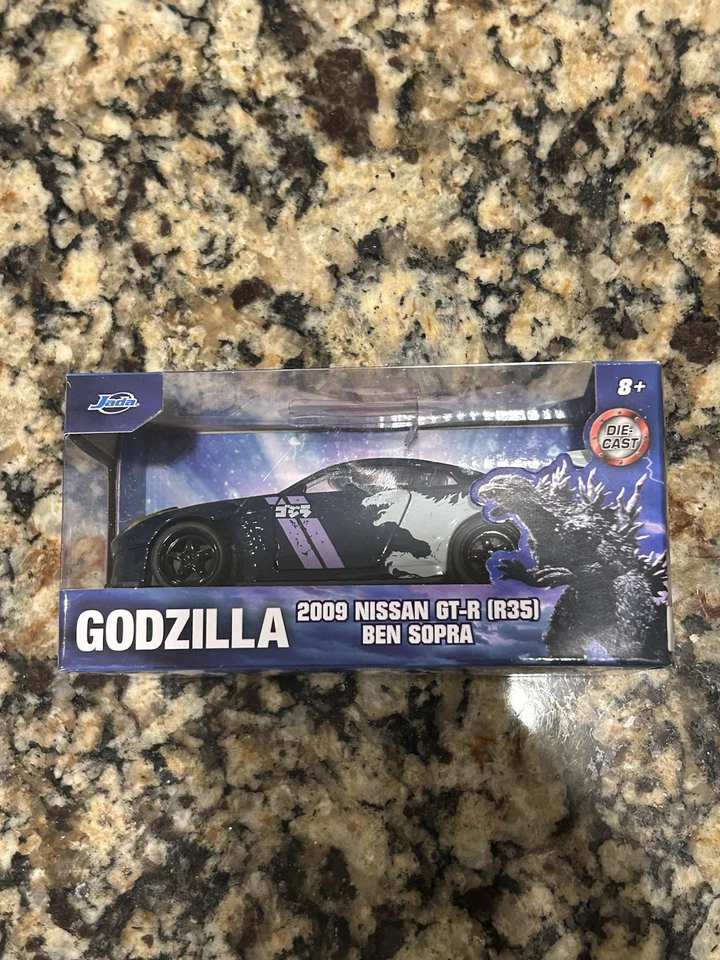 Jada
8+
DIE-
CAST
ゴジラ
GODZILLA
2009 NISSAN GT-R (R35)
BEN SOPRA